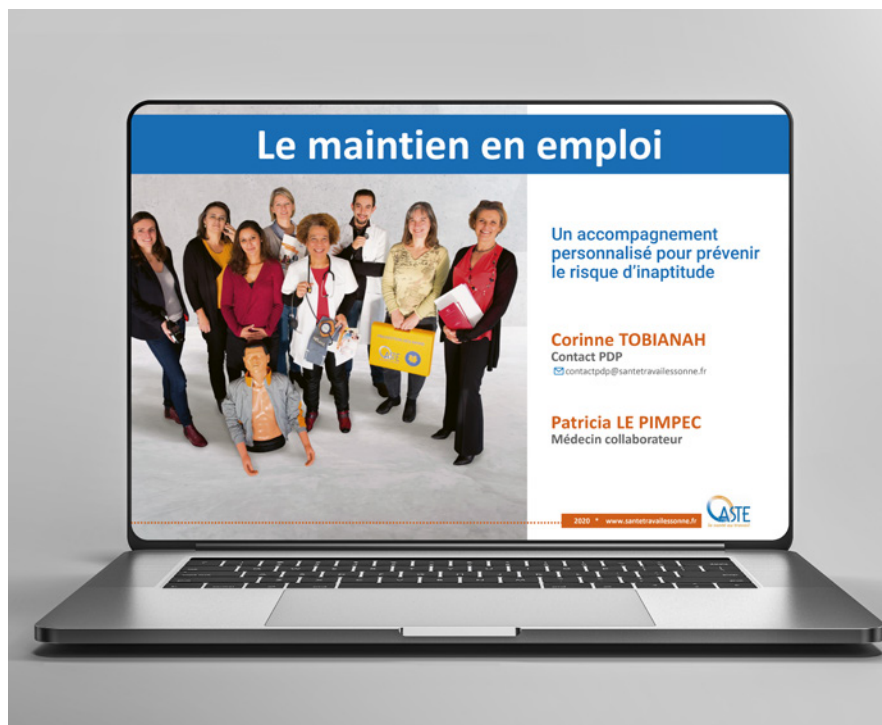 Le maintien en emploi
Un accompagnement
personnalisé pour prévenir
le risque d'inaptitude
Corinne TOBIANAH
Contact PDP
contactpdp@santetravailessonne.fr
Patricia LE PIMPEC
Médecin collaborateur
2020 * www.santetravailessonne.fr
ASTE